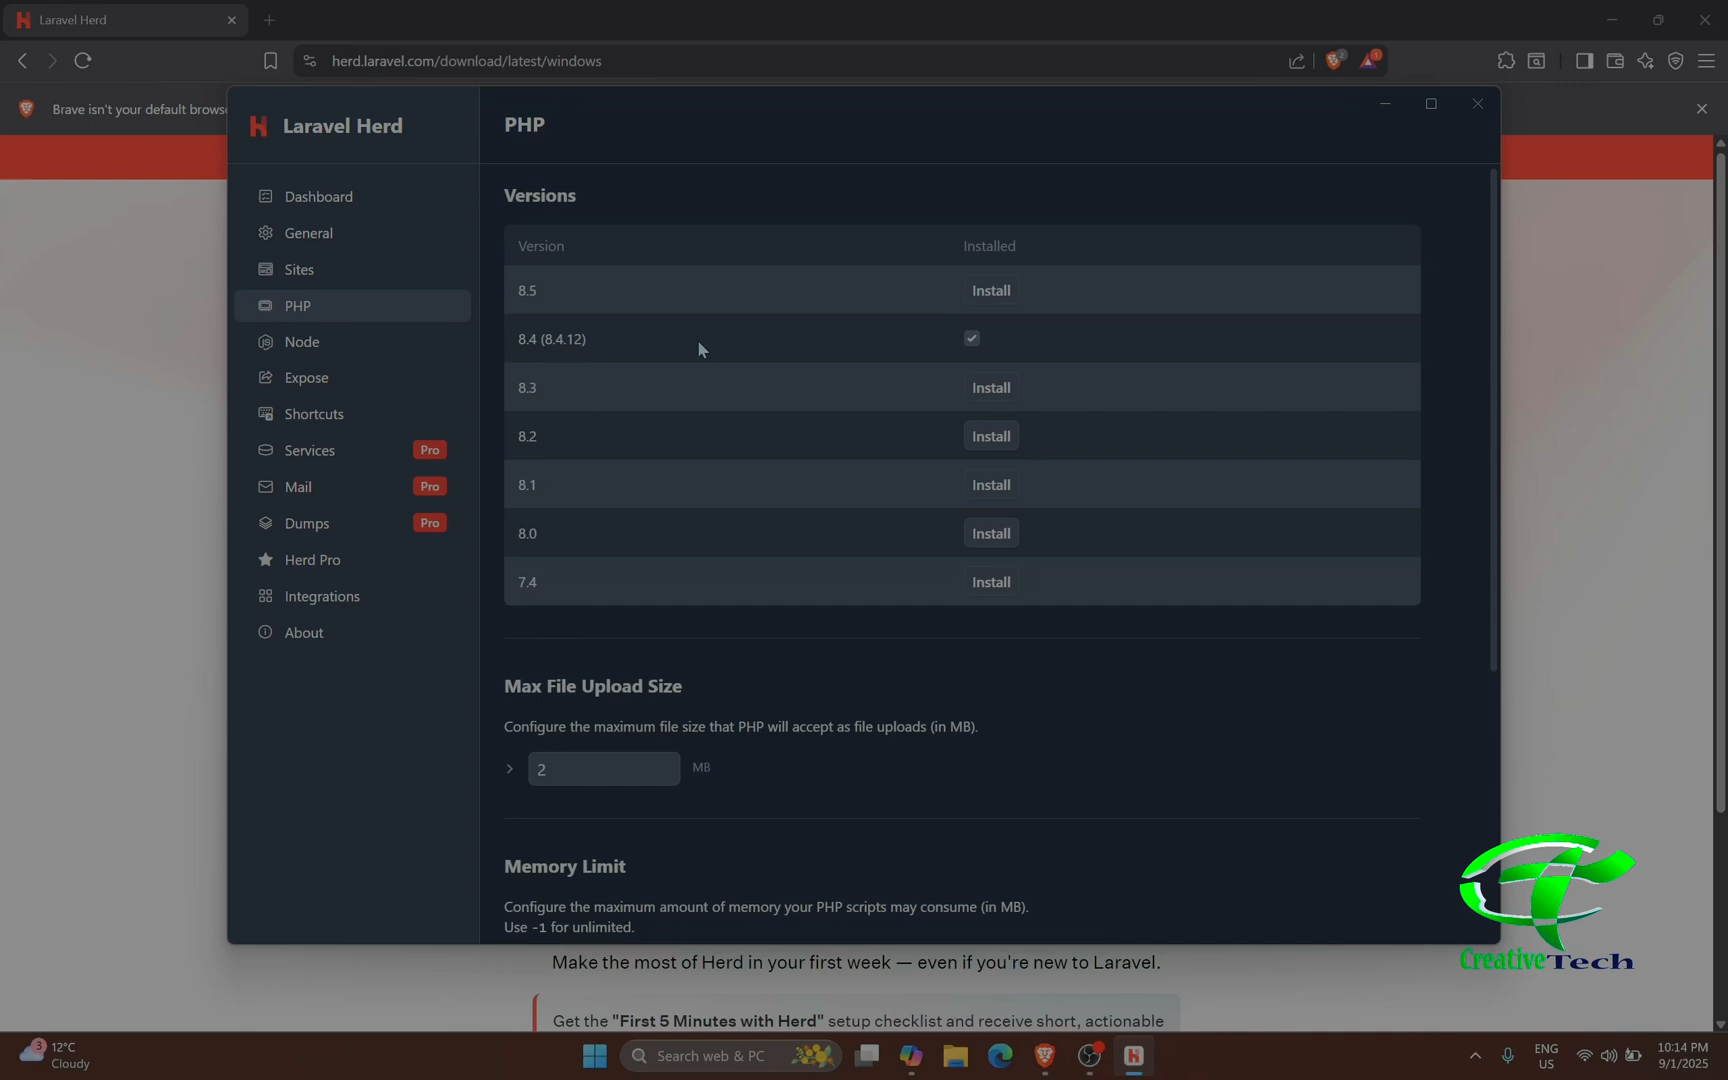 Laravel Herd
herd.laravel.com/download/latest/windows
2
1
Brave isn't your default browse
Laravel Herd
PHP
Dashboard
General
Sites
PHP
Node
Expose
Shortcuts
Services Pro
Mail Pro
Dumps Pro
Herd Pro
Integrations
About
Versions
Version Installed
8.5 Install
8.4 (8.4.12)
8.3 Install
8.2 Install
8.1 Install
8.0 Install
7.4 Install
Max File Upload Size
Configure the maximum file size that PHP will accept as file uploads (in MB).
2 MB
Memory Limit
Configure the maximum amount of memory your PHP scripts may consume (in MB).
Use -1 for unlimited.
CreativeTech
Make the most of Herd in your first week — even if you're new to Laravel.
Get the "First 5 Minutes with Herd" setup checklist and receive short, actionable
3
12°C
Cloudy
Search web & PC
ENG
US
10:14 PM
9/1/2025